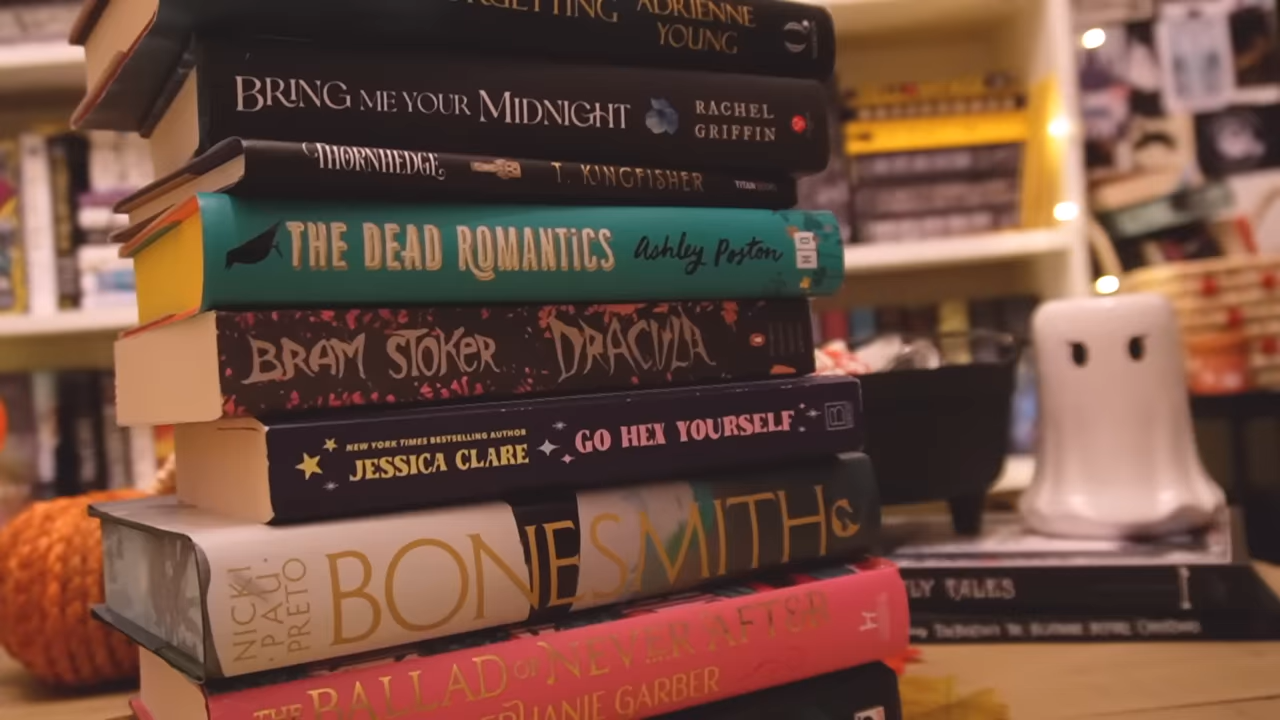 ADRIENNE
YOUNG
BRING ME YOUR MIDNIGHT
RACHEL
GRIFFIN
THORNHEDGE
T. KINGFISHER
TITAN
THE DEAD ROMANTICS
Ashley Poston
BRAM STOKER
DRACULA
NEW YORK TIMES BESTSELLING AUTHOR
JESSICA CLARE
GO HEX YOURSELF
NICKI
PAU
PRETO
BONESMITH
THE BALLAD OF NEVER AFTER
GARBER
TALES